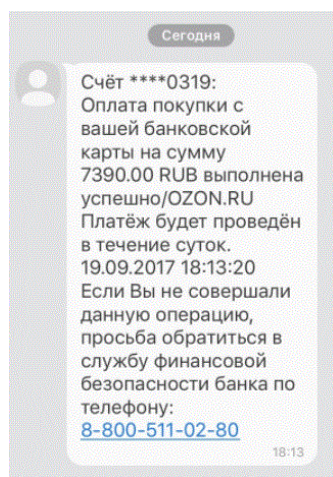 Сегодня
Счёт ****0319:
Оплата покупки с
вашей банковской
карты на сумму
7390.00 RUB выполнена
успешно/OZON.RU
Платёж будет проведён
в течение суток.
19.09.2017 18:13:20
Если Вы не совершали
данную операцию,
просьба обратиться в
службу финансовой
безопасности банка по
телефону:
8-800-511-02-80
18:13